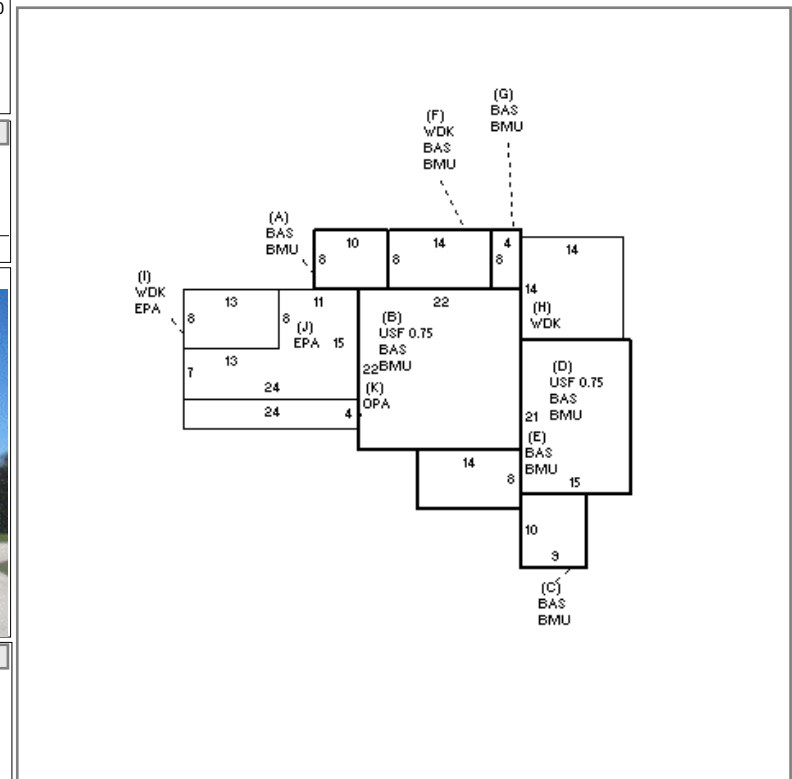 (G)
BAS
BMU
(F)
WDK
BAS
BMU
(A)
BAS
BMU
10
14
4
8
8
8
14
(I)
WDK
EPA
13
11
22
14
8
8
(J)
EPA
15
(B)
USF 0.75
BAS
BMU
(H)
WDK
13
7
22
(K)
OPA
(D)
USF 0.75
BAS
BMU
24
24
4
21
(E)
BAS
BMU
14
8
15
10
9
(C)
BAS
BMU